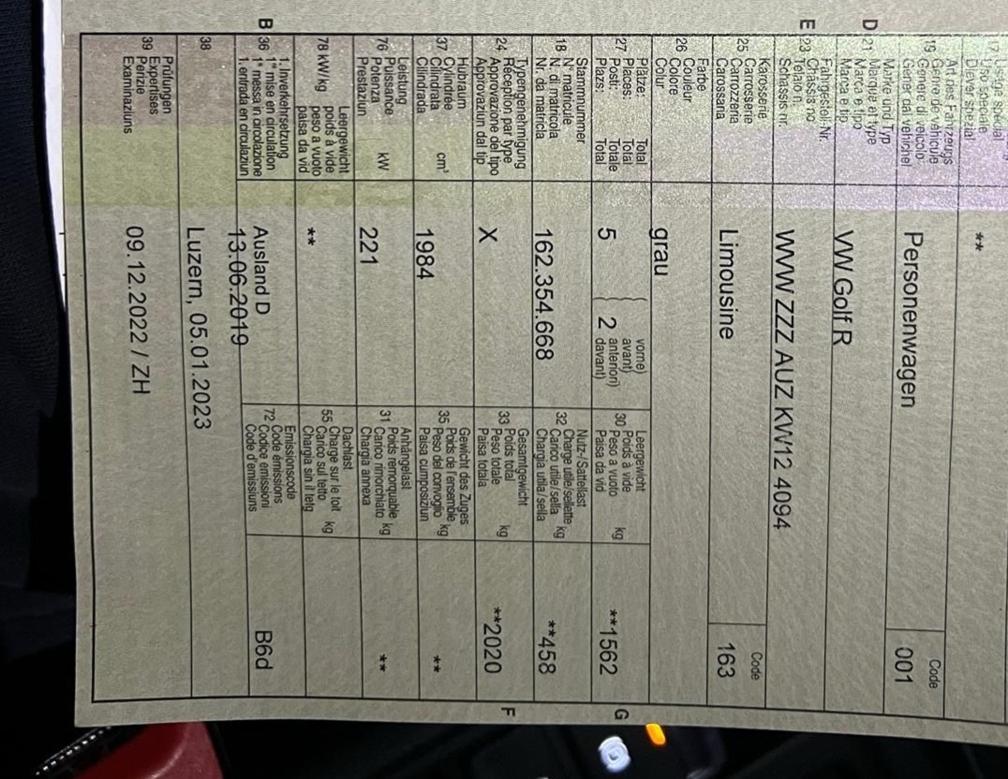 17
**
Art des Fahrzeugs
19 Genre de véhicule
Genere di veicolo
Gener da vehichel
Personenwagen
Code
001
D 21
Marke und Typ
Marque et type
Marca e tipo
Marca e tip
VW Golf R
E 23
Fahrgestell-Nr.
Châssis no
Telaio n.
Schassis nr.
WVW ZZZ AUZ KW12 4094
Karosserie
25 Carrosserie
Carrozzeria
Carossaria
Limousine
Code
163
Farbe
26 Couleur
Colore
Colur
grau
Plätze: Total
27 Places: Total
Posti: Totale
Plazs: Total
5
2
vorne)
avant)
anteriori)
davant)
Leergewicht
30 Poids à vide
Peso a vuoto kg
Paisa da vid
**1562
G
Stammnummer
18 N° matricule
N. di matricola
Nr. da matricla
162.354.668
Nutz-/Sattellast
32 Charge utile/sellette
Carico utile/sella kg
Chargia utila/sella
**458
Typengenehmigung
24 Réception par type
Approvazione del tipo
Approvaziun dal tip
X
Gesamtgewicht
33 Poids total
Peso totale kg
Paisa totala
**2020
F
Hubraum
37 Cylindrée
Cilindrata cm³
Cilindrada
1984
Gewicht des Zuges
35 Poids de l'ensemble
Peso del convoglio kg
Paisa cumposiziun
**
Leistung
76 Puissance
Potenza kW
Prestaziun
221
Anhängelast
31 Poids remorquable
Carico rimorchiato kg
Chargia annexa
**
Leergewicht
78 kW/kg poids à vide
peso a vuoto
paisa da vid
**
Dachlast
55 Charge sur le toit
Carico sul tetto kg
Chargia sin il tetg
B 36
1. Inverkehrsetzung
1re mise en circulation
1a messa in circolazione
1. entrada en circulaziun
Ausland D
13.06.2019
Emissionscode
72 Code émissions
Codice emissioni
Code d'emissiuns
B6d
38
Luzern, 05.01.2023
Prüfungen
39 Expertises
Perizie
Examinaziuns
09.12.2022 / ZH